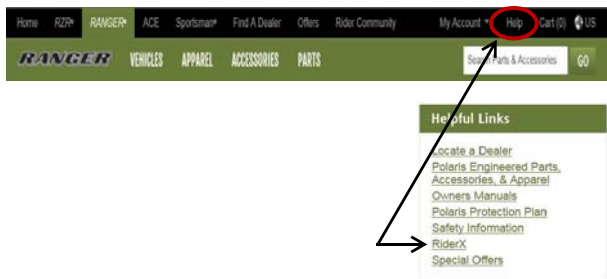 Home RZR® RANGER® ACE Sportsman® Find A Dealer Offers Rider Community My Account Help Cart (0) US
RANGER VEHICLES APPAREL ACCESSORIES PARTS Search Parts & Accessories GO
Helpful Links
Locate a Dealer
Polaris Engineered Parts,
Accessories, & Apparel
Owners Manuals
Polaris Protection Plan
Safety Information
RiderX
Special Offers